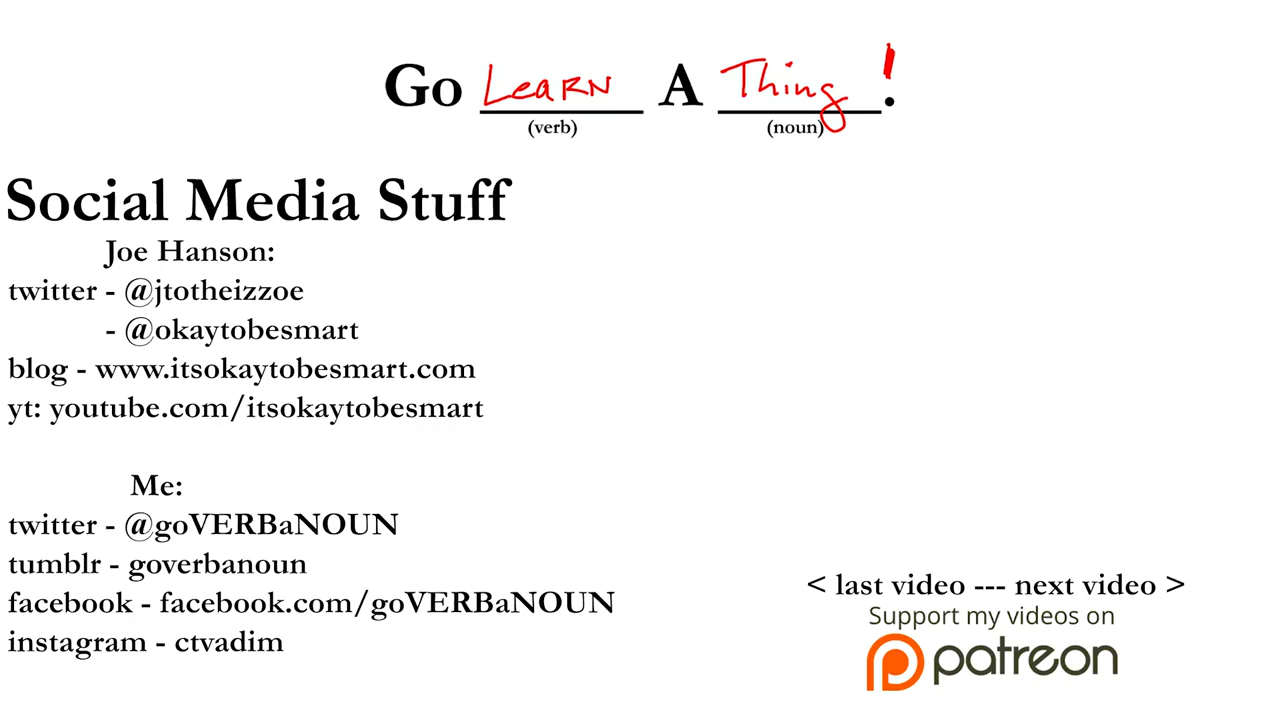 Go Learn A Thing!
(verb) (noun)
Social Media Stuff
Joe Hanson:
twitter - @jtotheizzoe
- @okaytobesmart
blog - www.itsokaytobesmart.com
yt: youtube.com/itsokaytobesmart
Me:
twitter - @goVERBaNOUN
tumblr - goverbanoun
facebook - facebook.com/goVERBaNOUN
instagram - ctvadim
< last video --- next video >
Support my videos on
patreon